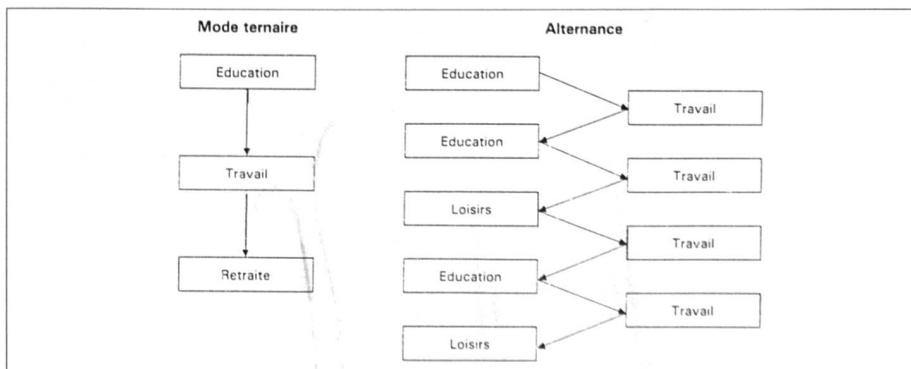 Mode ternaire
Education
Travail
Retraite
Alternance
Education
Travail
Education
Travail
Loisirs
Travail
Education
Travail
Loisirs